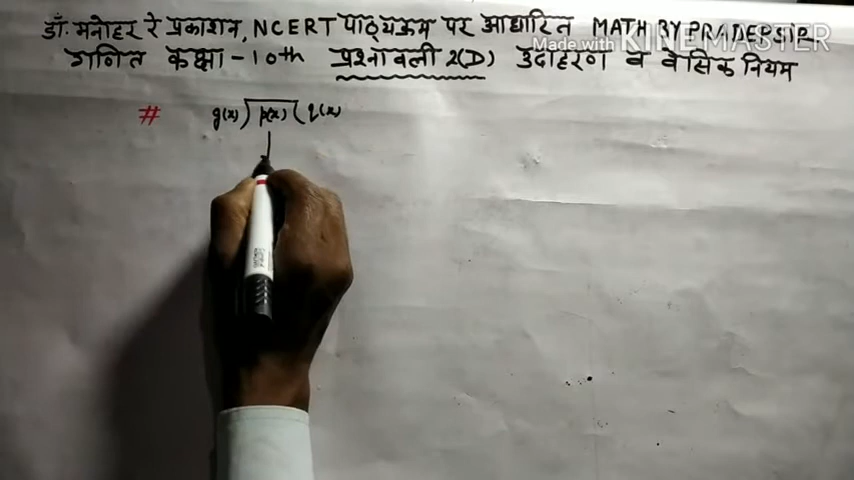 डॉ. मनोहर रे प्रकाशन, NCERT पाठ्यक्रम पर आधारित MATH BY PRADEEP SIR
Made with KINEMASTER
गणित कक्षा - 10th प्रश्नावली 2(D) उदाहरण व बेसिक नियम
# g(x) ) p(x) ( q(x)